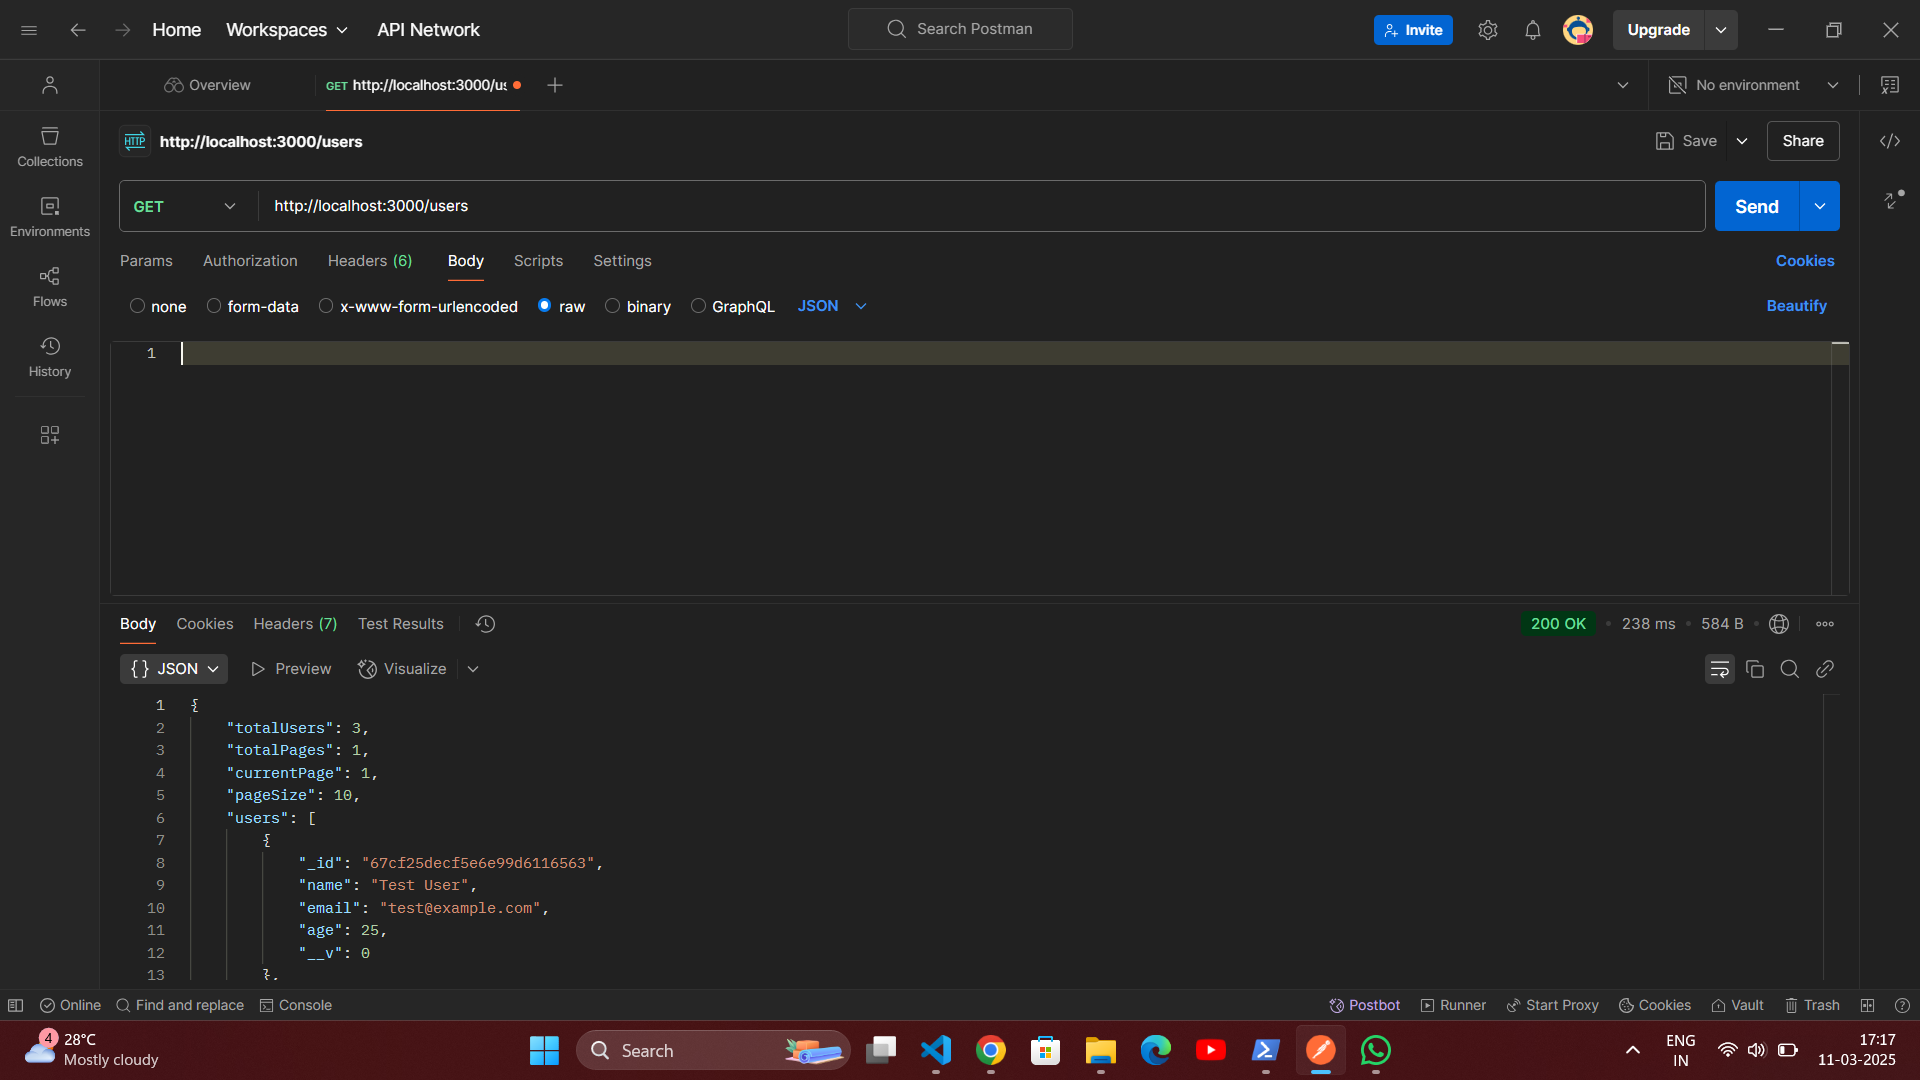 Home Workspaces API Network Search Postman Invite Upgrade
Overview GET http://localhost:3000/us No environment
HTTP http://localhost:3000/users Save Share
Collections
GET http://localhost:3000/users Send
Environments
Params Authorization Headers (6) Body Scripts Settings Cookies
Flows
none form-data x-www-form-urlencoded raw binary GraphQL JSON Beautify
History
1
Body Cookies Headers (7) Test Results 200 OK • 238 ms • 584 B
{} JSON Preview Visualize
1 {
2 "totalUsers": 3,
3 "totalPages": 1,
4 "currentPage": 1,
5 "pageSize": 10,
6 "users": [
7 {
8 "_id": "67cf25decf5e6e99d6116563",
9 "name": "Test User",
10 "email": "test@example.com",
11 "age": 25,
12 "__v": 0
13 },
Online Find and replace Console Postbot Runner Start Proxy Cookies Vault Trash
4 28°C
Mostly cloudy
Search
ENG
IN
17:17
11-03-2025